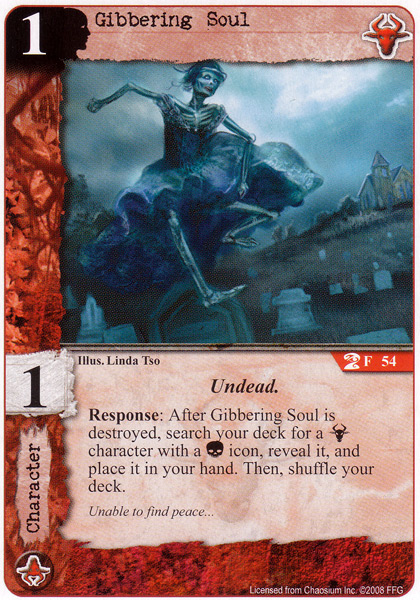 1
Gibbering Soul
Illus. Linda Tso
F 54
1
Undead.
Response: After Gibbering Soul is
destroyed, search your deck for a
character with a icon, reveal it, and
place it in your hand. Then, shuffle your
deck.
Unable to find peace...
Character
Licensed from Chaosium Inc. ©2008 FFG